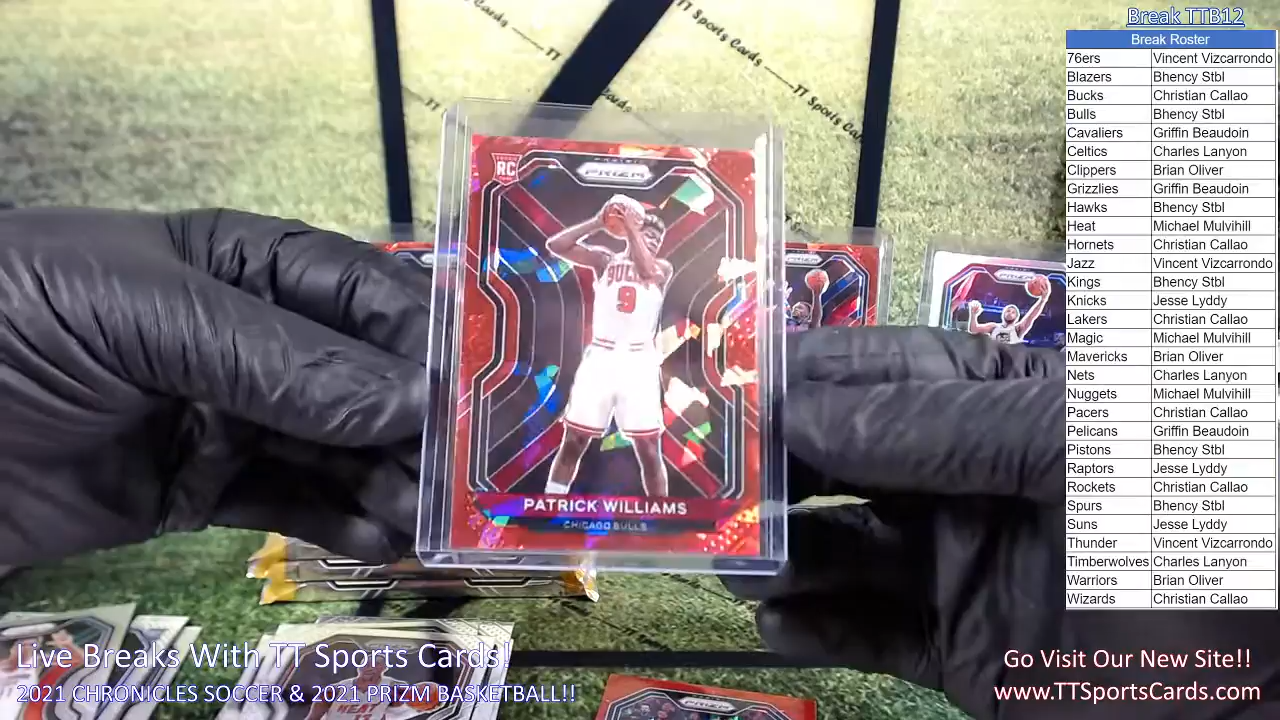 Break TTB12
Break Roster
76ers Vincent Vizcarrondo
Blazers Bhency Stbl
Bucks Christian Callao
Bulls Bhency Stbl
Cavaliers Griffin Beaudoin
Celtics Charles Lanyon
Clippers Brian Oliver
Grizzlies Griffin Beaudoin
Hawks Bhency Stbl
Heat Michael Mulvihill
Hornets Christian Callao
Jazz Vincent Vizcarrondo
Kings Bhency Stbl
Knicks Jesse Lyddy
Lakers Christian Callao
Magic Michael Mulvihill
Mavericks Brian Oliver
Nets Charles Lanyon
Nuggets Michael Mulvihill
Pacers Christian Callao
Pelicans Griffin Beaudoin
Pistons Bhency Stbl
Raptors Jesse Lyddy
Rockets Christian Callao
Spurs Bhency Stbl
Suns Jesse Lyddy
Thunder Vincent Vizcarrondo
Timberwolves Charles Lanyon
Warriors Brian Oliver
Wizards Christian Callao
TT Sports Cards
TT Sports Cards
RC
PRIZM
BULLS
9
PATRICK WILLIAMS
CHICAGO BULLS
Live Breaks With TT Sports Cards!
2021 CHRONICLES SOCCER & 2021 PRIZM BASKETBALL!!
Go Visit Our New Site!!
www.TTSportsCards.com